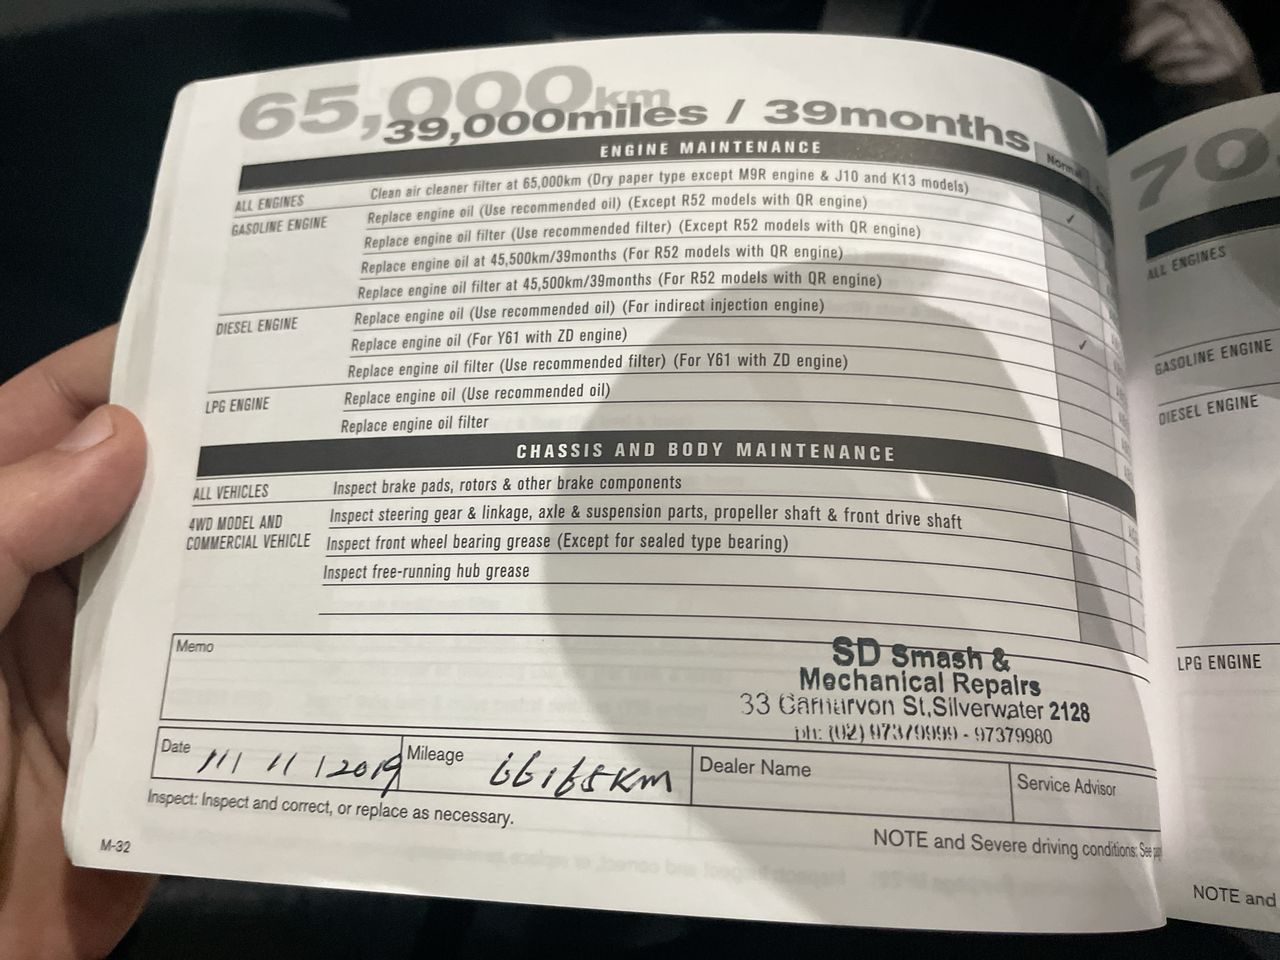 65,000km
39,000miles / 39months
ENGINE MAINTENANCE
Normal
ALL ENGINES Clean air cleaner filter at 65,000km (Dry paper type except M9R engine & J10 and K13 models)
GASOLINE ENGINE Replace engine oil (Use recommended oil) (Except R52 models with QR engine) ✓
Replace engine oil filter (Use recommended filter) (Except R52 models with QR engine)
Replace engine oil at 45,500km/39months (For R52 models with QR engine)
Replace engine oil filter at 45,500km/39months (For R52 models with QR engine)
DIESEL ENGINE Replace engine oil (Use recommended oil) (For indirect injection engine)
Replace engine oil (For Y61 with ZD engine) ✓
Replace engine oil filter (Use recommended filter) (For Y61 with ZD engine)
LPG ENGINE Replace engine oil (Use recommended oil)
Replace engine oil filter
CHASSIS AND BODY MAINTENANCE
ALL VEHICLES Inspect brake pads, rotors & other brake components
4WD MODEL AND Inspect steering gear & linkage, axle & suspension parts, propeller shaft & front drive shaft
COMMERCIAL VEHICLE Inspect front wheel bearing grease (Except for sealed type bearing)
Inspect free-running hub grease
Memo
SD Smash &
Mechanical Repairs
33 Carnarvon St,Silverwater 2128
ph: (02) 97379999 - 97379980
Date 11/2019 Mileage 66165KM Dealer Name Service Advisor
Inspect: Inspect and correct, or replace as necessary.
NOTE and Severe driving conditions: See
M-32
70
ALL ENGINES
GASOLINE ENGINE
DIESEL ENGINE
LPG ENGINE
NOTE and